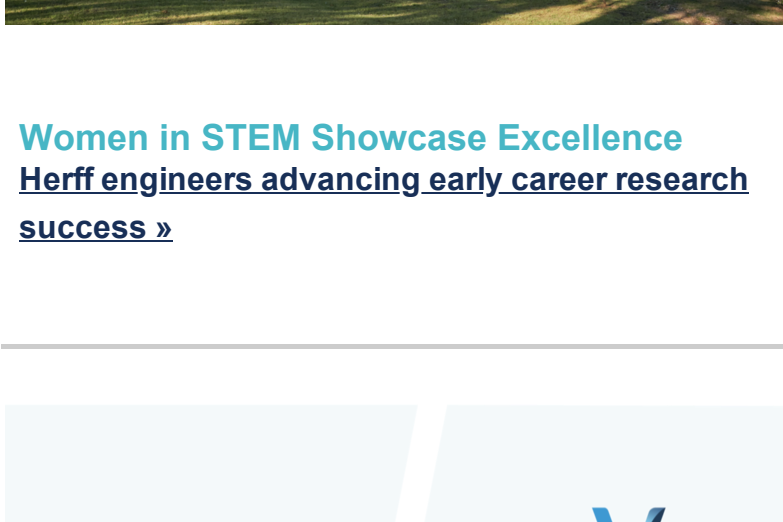 Women in STEM Showcase Excellence
Herff engineers advancing early career research
success »